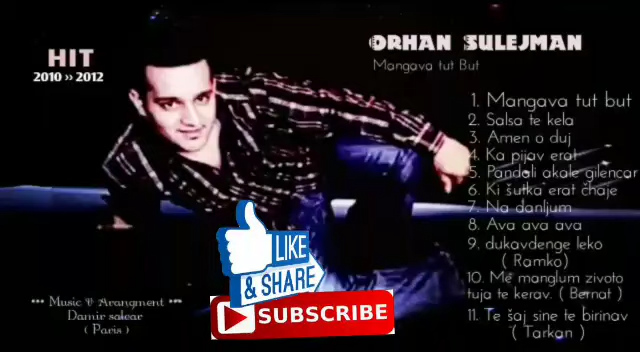 HIT
2010 » 2012
ORHAN SULEJMAN
Mangava tut But
1. Mangava tut but
2. Salsa te kela
3. Amen o duj
4. Ka pijav erat
5. Pandoli akale gilencar
6. Ki šutka erat čhaje
7. Na danljum
8. Ava ava ava
9. dukavdenge leko
( Ramko)
10. Me manglum zivoto
tuja te kerav. ( Bernat )
11. Te šaj sine te birinav
( Tarkan )
*** Music & Arangment ***
Damir salear
( Paris )
LIKE
& SHARE
SUBSCRIBE